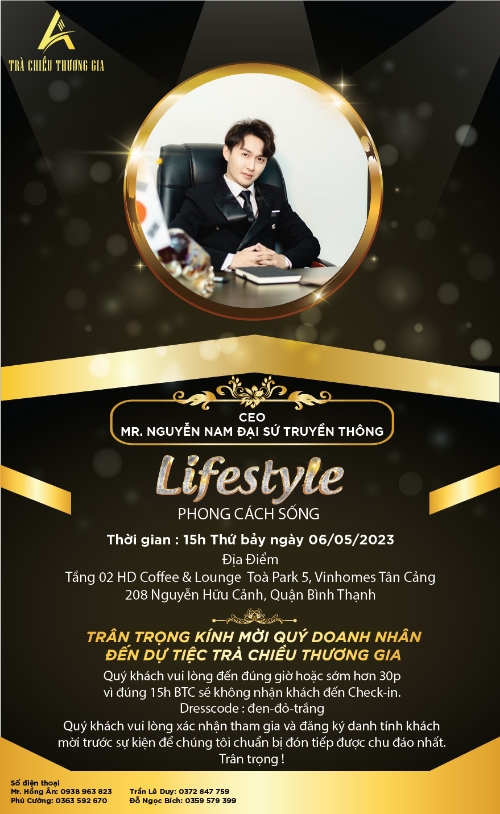 TRÀ CHIỀU THƯƠNG GIA
CEO
MR. NGUYỄN NAM ĐẠI SỨ TRUYỀN THÔNG
Lifestyle
PHONG CÁCH SỐNG
Thời gian : 15h Thứ bảy ngày 06/05/2023
Địa Điểm
Tầng 02 HD Coffee & Lounge Toà Park 5, Vinhomes Tân Cảng
208 Nguyễn Hữu Cảnh, Quận Bình Thạnh
TRÂN TRỌNG KÍNH MỜI QUÝ DOANH NHÂN
ĐẾN DỰ TIỆC TRÀ CHIỀU THƯƠNG GIA
Quý khách vui lòng đến đúng giờ hoặc sớm hơn 30p
vì đúng 15h BTC sẽ không nhận khách đến Check-in.
Dresscode : đen-đỏ-trắng
Quý khách vui lòng xác nhận tham gia và đăng ký danh tính khách
mời trước sự kiện để chúng tôi chuẩn bị đón tiếp được chu đáo nhất.
Trân trọng !
Số điện thoại
Mr. Hồng Ân: 0938 963 823 Trần Lê Duy: 0372 847 759
Phú Cường: 0363 592 670 Đỗ Ngọc Bích: 0359 579 399